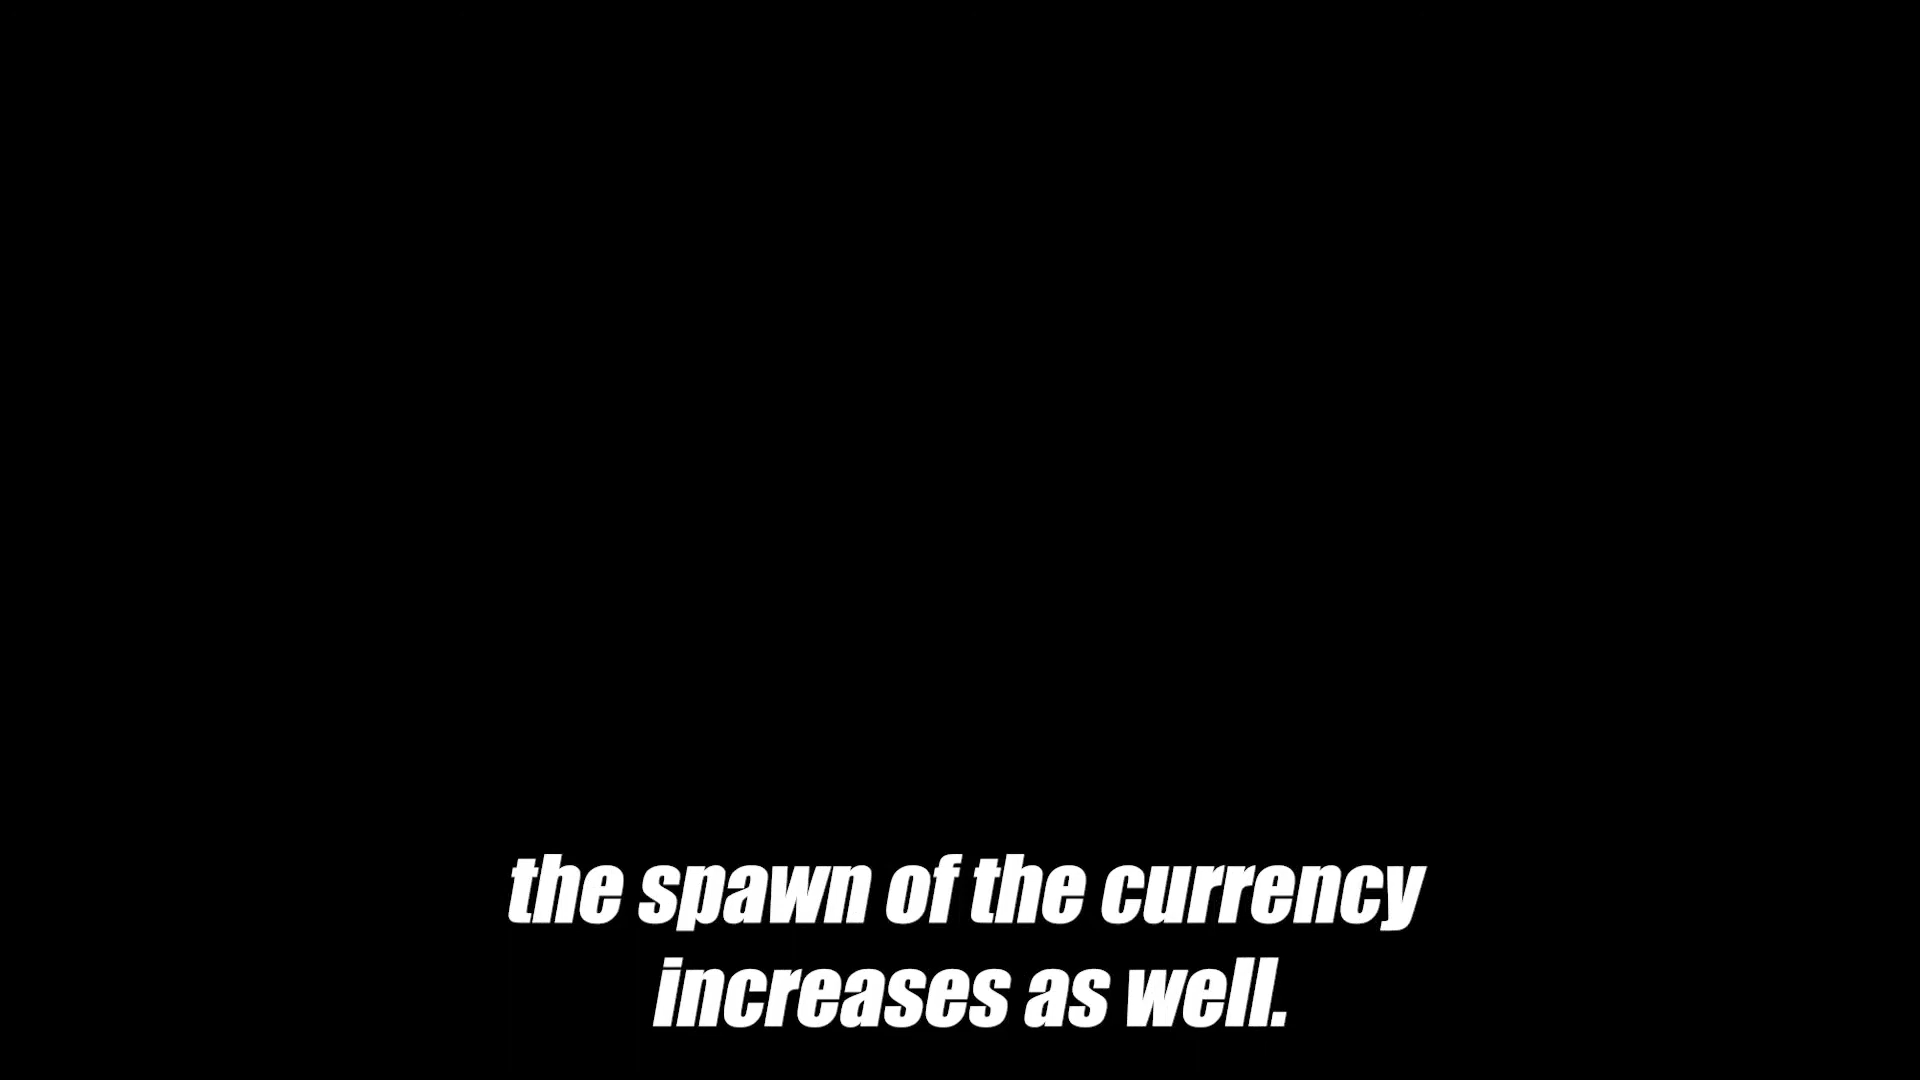 the spawn of the currency
increases as well.